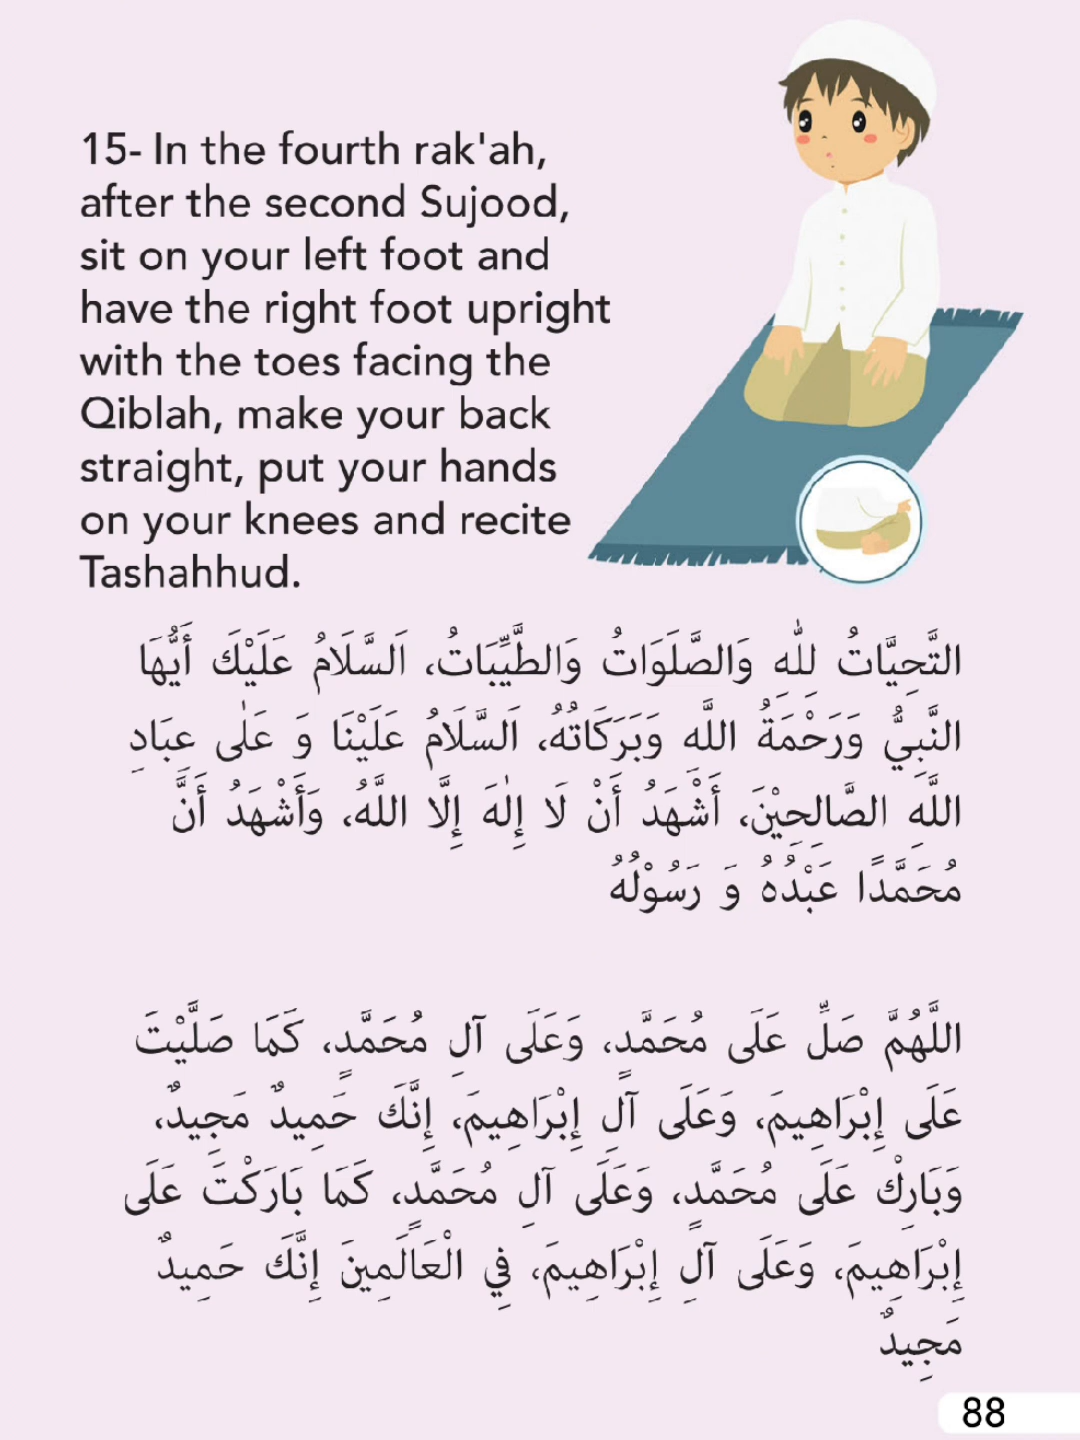 15- In the fourth rak'ah,
after the second Sujood,
sit on your left foot and
have the right foot upright
with the toes facing the
Qiblah, make your back
straight, put your hands
on your knees and recite
Tashahhud.
التَّحِيَّاتُ لِلّٰهِ وَالصَّلَوَاتُ وَالطَّيِّبَاتُ، اَلسَّلَامُ عَلَيْكَ أَيُّهَا
النَّبِيُّ وَرَحْمَةُ اللَّهِ وَبَرَكَاتُهُ، اَلسَّلَامُ عَلَيْنَا وَ عَلٰى عِبَادِ
اللَّهِ الصَّالِحِيْنَ، أَشْهَدُ أَنْ لَا إِلٰهَ إِلَّا اللَّهُ، وَأَشْهَدُ أَنَّ
مُحَمَّدًا عَبْدُهُ وَ رَسُوْلُهُ
اللَّهُمَّ صَلِّ عَلَى مُحَمَّدٍ، وَعَلَى آلِ مُحَمَّدٍ، كَمَا صَلَّيْتَ
عَلَى إِبْرَاهِيمَ، وَعَلَى آلِ إِبْرَاهِيمَ، إِنَّكَ حَمِيدٌ مَجِيدٌ،
وَبَارِكْ عَلَى مُحَمَّدٍ، وَعَلَى آلِ مُحَمَّدٍ، كَمَا بَارَكْتَ عَلَى
إِبْرَاهِيمَ، وَعَلَى آلِ إِبْرَاهِيمَ، فِي الْعَالَمِينَ إِنَّكَ حَمِيدٌ
مَجِيدٌ
88